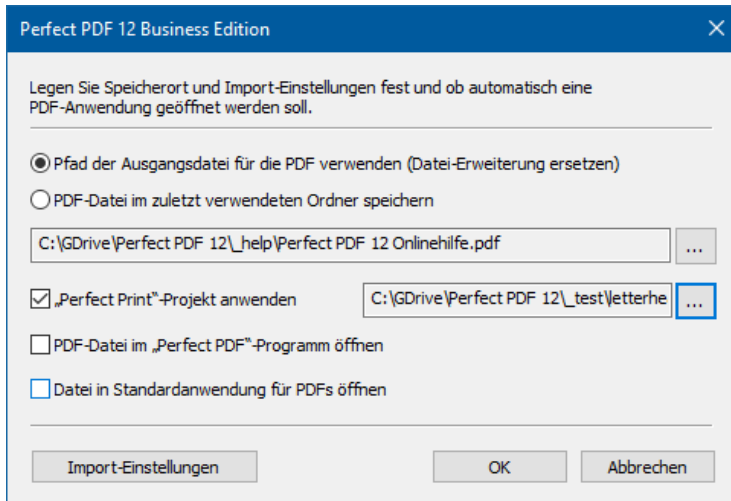 Perfect PDF 12 Business Edition
Legen Sie Speicherort und Import-Einstellungen fest und ob automatisch eine
PDF-Anwendung geöffnet werden soll.
Pfad der Ausgangsdatei für die PDF verwenden (Datei-Erweiterung ersetzen)
PDF-Datei im zuletzt verwendeten Ordner speichern
C:\GDrive\Perfect PDF 12\_help\Perfect PDF 12 Onlinehilfe.pdf ...
„Perfect Print“-Projekt anwenden C:\GDrive\Perfect PDF 12\_test\letterhe ...
PDF-Datei im „Perfect PDF“-Programm öffnen
Datei in Standardanwendung für PDFs öffnen
Import-Einstellungen OK Abbrechen